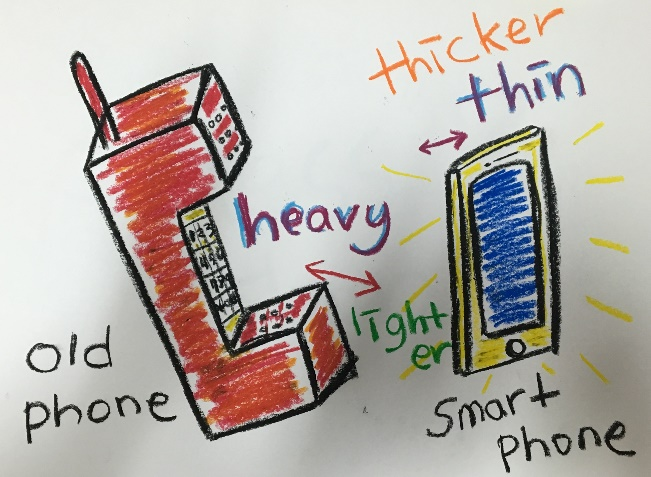 thicker
thin
heavy
light
er
old
phone
smart
phone